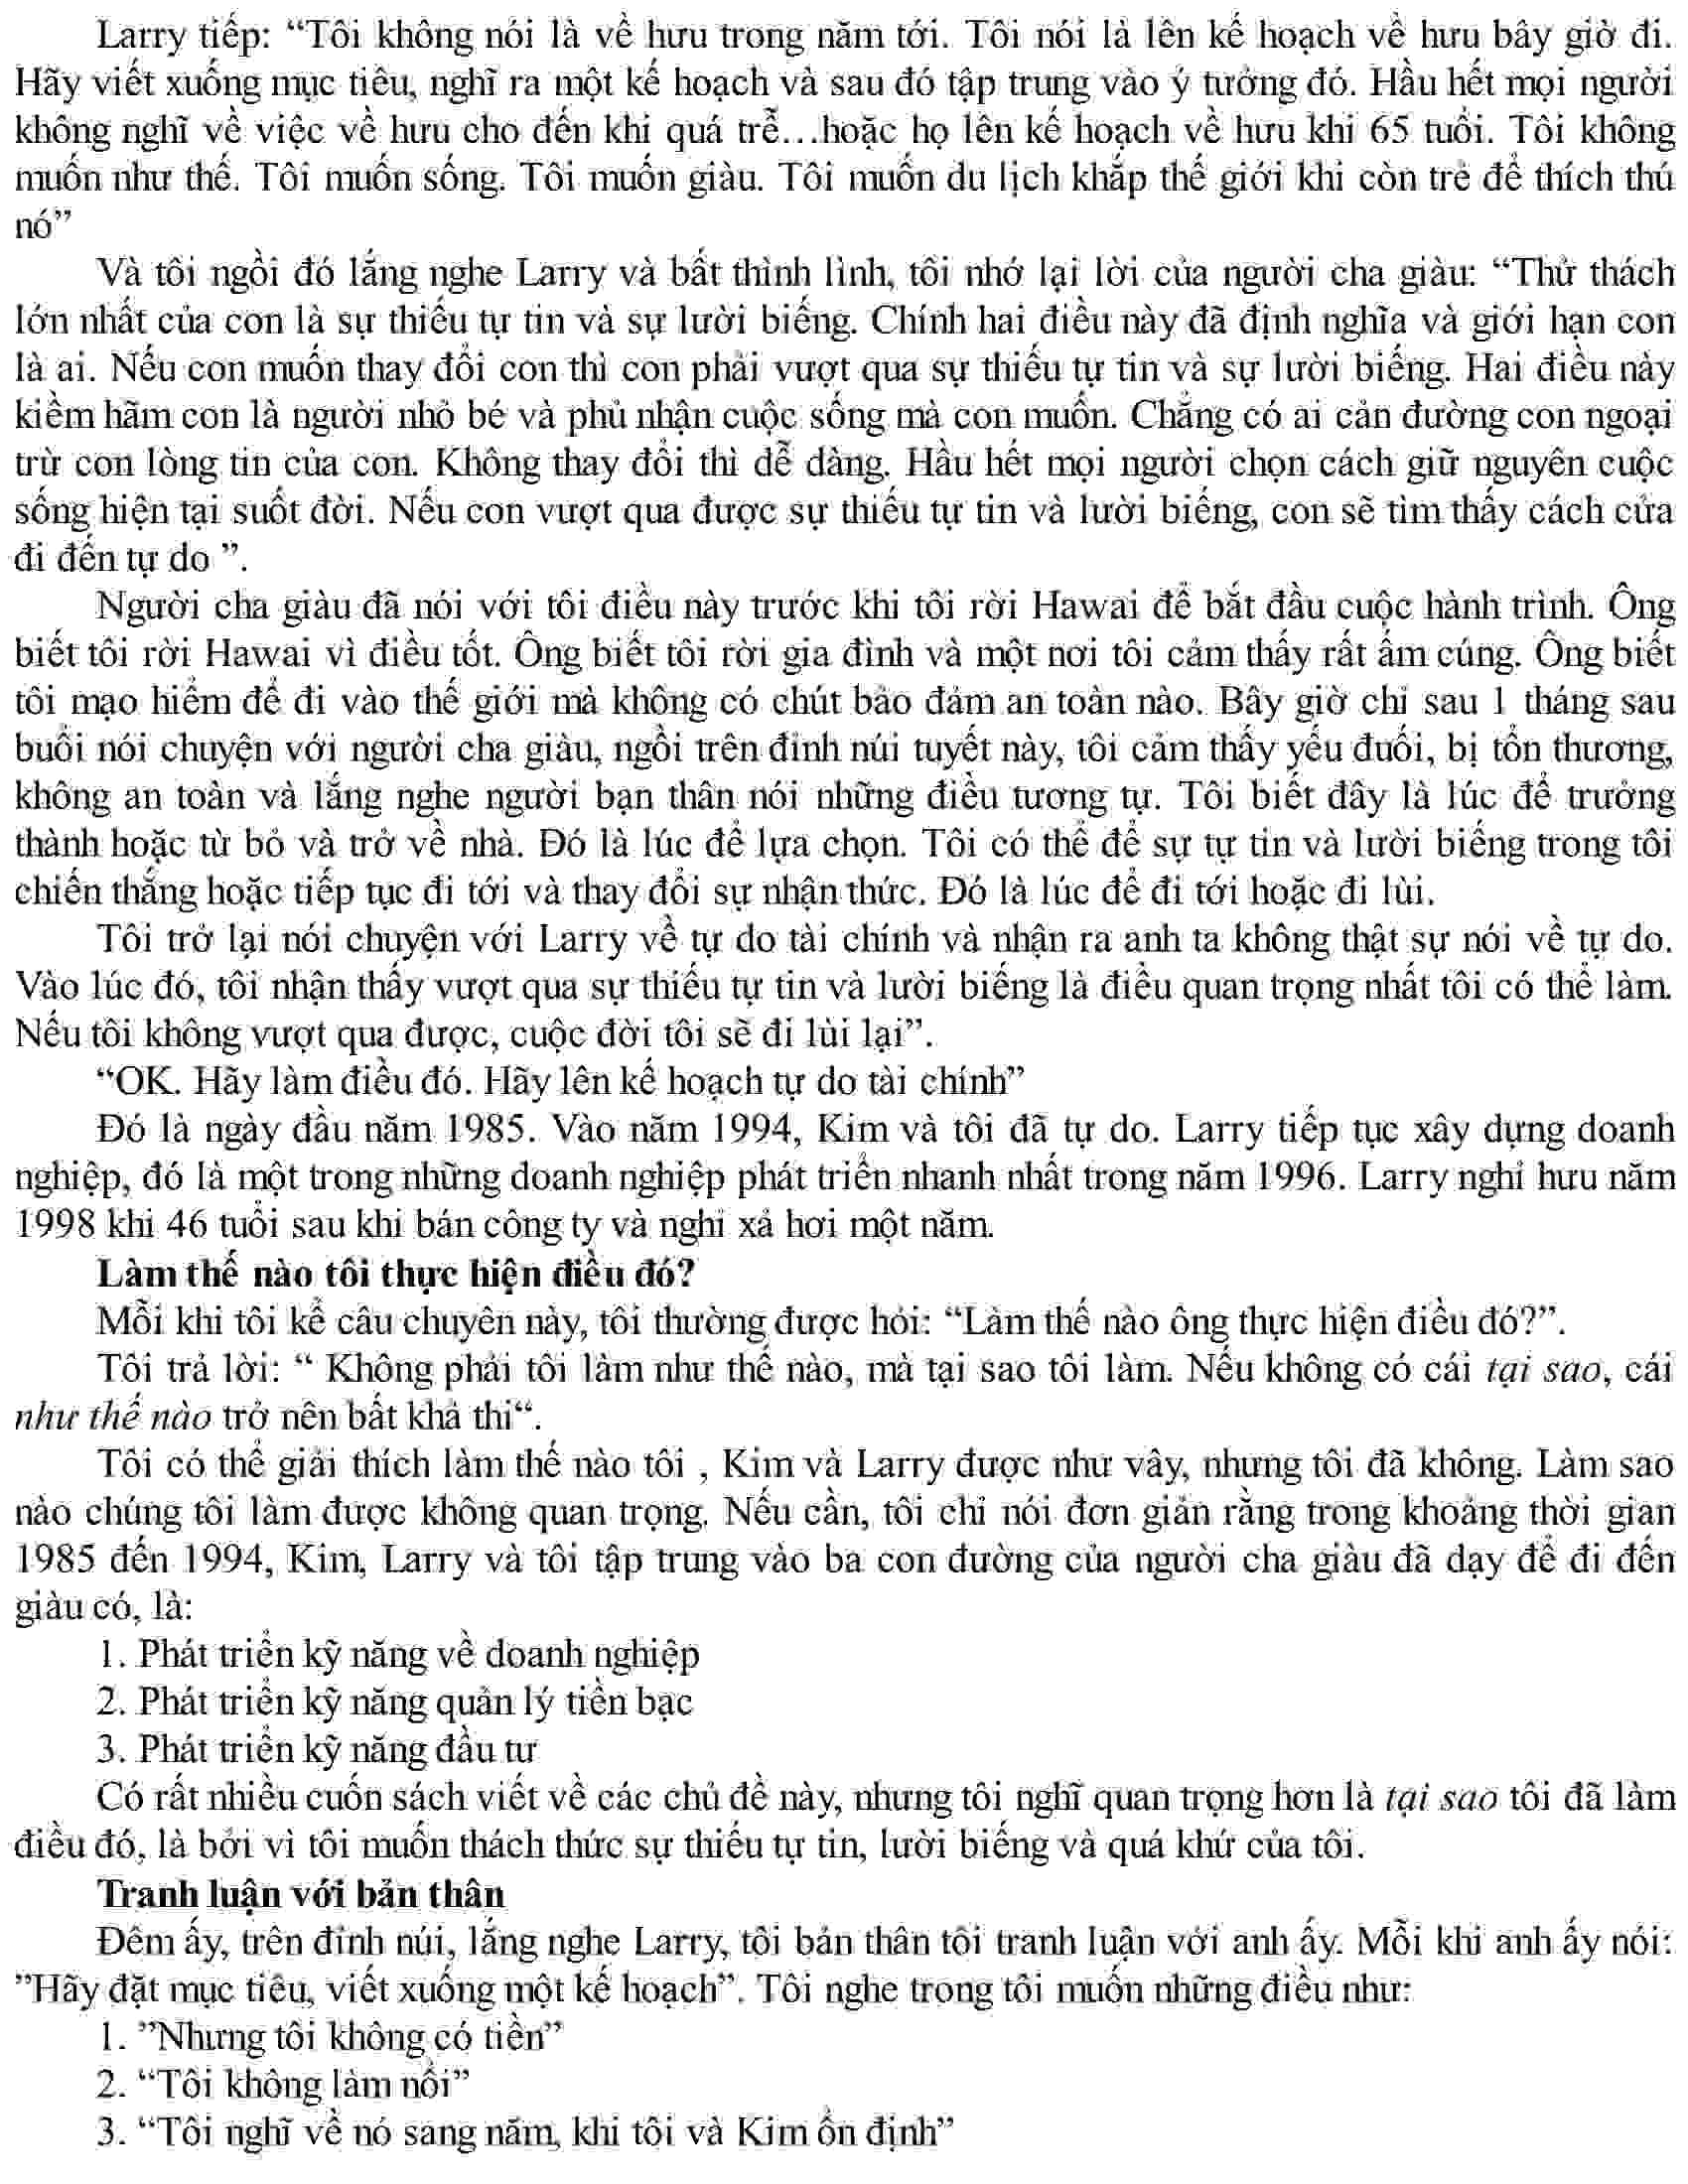 Larry tiếp: “Tôi không nói là về hưu trong năm tới. Tôi nói là lên kế hoạch về hưu bây giờ đi.
Hãy viết xuống mục tiêu, nghĩ ra một kế hoạch và sau đó tập trung vào ý tưởng đó. Hầu hết mọi người
không nghĩ về việc về hưu cho đến khi quá trễ...hoặc họ lên kế hoạch về hưu khi 65 tuổi. Tôi không
muốn như thế. Tôi muốn sống. Tôi muốn giàu. Tôi muốn du lịch khắp thế giới khi còn trẻ để thích thú
nó”
Và tôi ngồi đó lắng nghe Larry và bất thình lình, tôi nhớ lại lời của người cha giàu: “Thử thách
lớn nhất của con là sự thiếu tự tin và sự lười biếng. Chính hai điều này đã định nghĩa và giới hạn con
là ai. Nếu con muốn thay đổi con thì con phải vượt qua sự thiếu tự tin và sự lười biếng. Hai điều này
kiềm hãm con là người nhỏ bé và phủ nhận cuộc sống mà con muốn. Chẳng có ai cản đường con ngoại
trừ con lòng tin của con. Không thay đổi thì dễ dàng. Hầu hết mọi người chọn cách giữ nguyên cuộc
sống hiện tại suốt đời. Nếu con vượt qua được sự thiếu tự tin và lười biếng, con sẽ tìm thấy cách cửa
đi đến tự do ”.
Người cha giàu đã nói với tôi điều này trước khi tôi rời Hawai để bắt đầu cuộc hành trình. Ông
biết tôi rời Hawai vì điều tốt. Ông biết tôi rời gia đình và một nơi tôi cảm thấy rất ấm cúng. Ông biết
tôi mạo hiểm để đi vào thế giới mà không có chút bảo đảm an toàn nào. Bây giờ chỉ sau 1 tháng sau
buổi nói chuyện với người cha giàu, ngồi trên đỉnh núi tuyết này, tôi cảm thấy yếu đuối, bị tổn thương,
không an toàn và lắng nghe người bạn thân nói những điều tương tự. Tôi biết đây là lúc để trưởng
thành hoặc từ bỏ và trở về nhà. Đó là lúc để lựa chọn. Tôi có thể để sự tự tin và lười biếng trong tôi
chiến thắng hoặc tiếp tục đi tới và thay đổi sự nhận thức. Đó là lúc để đi tới hoặc đi lùi.
Tôi trở lại nói chuyện với Larry về tự do tài chính và nhận ra anh ta không thật sự nói về tự do.
Vào lúc đó, tôi nhận thấy vượt qua sự thiếu tự tin và lười biếng là điều quan trọng nhất tôi có thể làm.
Nếu tôi không vượt qua được, cuộc đời tôi sẽ đi lùi lại”.
“OK. Hãy làm điều đó. Hãy lên kế hoạch tự do tài chính”
Đó là ngày đầu năm 1985. Vào năm 1994, Kim và tôi đã tự do. Larry tiếp tục xây dựng doanh
nghiệp, đó là một trong những doanh nghiệp phát triển nhanh nhất trong năm 1996. Larry nghỉ hưu năm
1998 khi 46 tuổi sau khi bán công ty và nghỉ xả hơi một năm.
Làm thế nào tôi thực hiện điều đó?
Mỗi khi tôi kể câu chuyên này, tôi thường được hỏi: “Làm thế nào ông thực hiện điều đó?”.
Tôi trả lời: “ Không phải tôi làm như thế nào, mà tại sao tôi làm. Nếu không có cái tại sao, cái
như thế nào trở nên bất khả thi“.
Tôi có thể giải thích làm thế nào tôi , Kim và Larry được như vây, nhưng tôi đã không. Làm sao
nào chúng tôi làm được không quan trọng. Nếu cần, tôi chỉ nói đơn giản rằng trong khoảng thời gian
1985 đến 1994, Kim, Larry và tôi tập trung vào ba con đường của người cha giàu đã dạy để đi đến
giàu có, là:
1. Phát triển kỹ năng về doanh nghiệp
2. Phát triển kỹ năng quản lý tiền bạc
3. Phát triển kỹ năng đầu tư
Có rất nhiều cuốn sách viết về các chủ đề này, nhưng tôi nghĩ quan trọng hơn là tại sao tôi đã làm
điều đó, là bởi vì tôi muốn thách thức sự thiếu tự tin, lười biếng và quá khứ của tôi.
Tranh luận với bản thân
Đêm ấy, trên đỉnh núi, lắng nghe Larry, tôi bản thân tôi tranh luận với anh ấy. Mỗi khi anh ấy nói:
”Hãy đặt mục tiêu, viết xuống một kế hoạch”. Tôi nghe trong tôi muốn những điều như:
1. ”Nhưng tôi không có tiền”
2. “Tôi không làm nổi”
3. “Tôi nghĩ về nó sang năm, khi tôi và Kim ổn định”